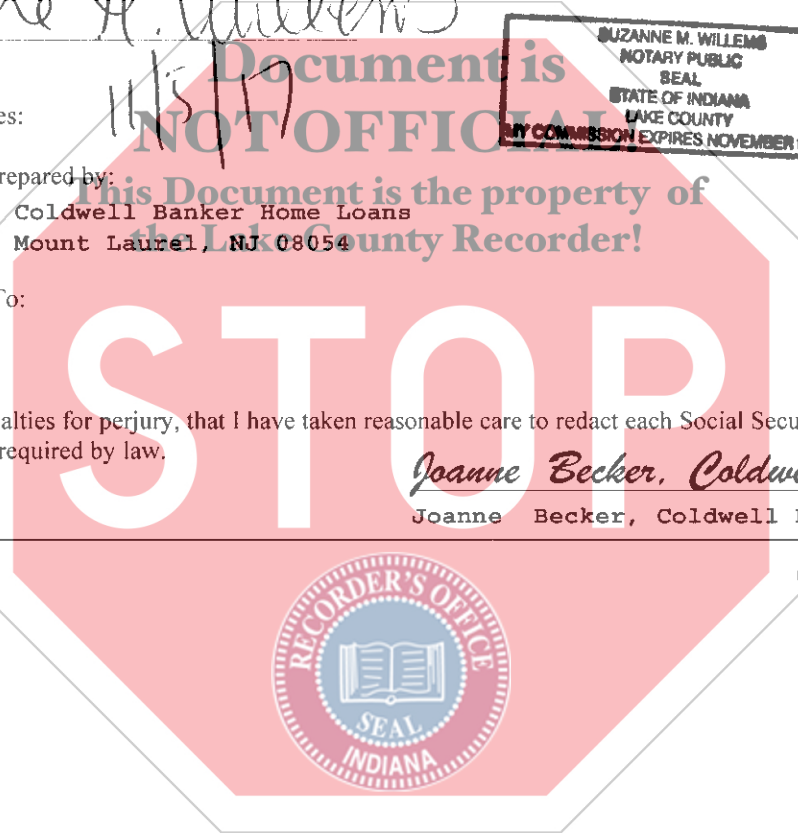 H. Willems
SUZANNE M. WILLEMS
NOTARY PUBLIC
SEAL
STATE OF INDIANA
LAKE COUNTY
MY COMMISSION EXPIRES NOVEMBER
11/5/17
Document is
NOT OFFICIAL
This Document is the property of
the Lake County Recorder!
es:
repared by:
Coldwell Banker Home Loans
Mount Laurel, NJ 08054
To:
STOP
alties for perjury, that I have taken reasonable care to redact each Social Secu
required by law.
Joanne Becker, Coldwe
Joanne Becker, Coldwell
RECORDER'S OFFICE
SEAL
INDIANA